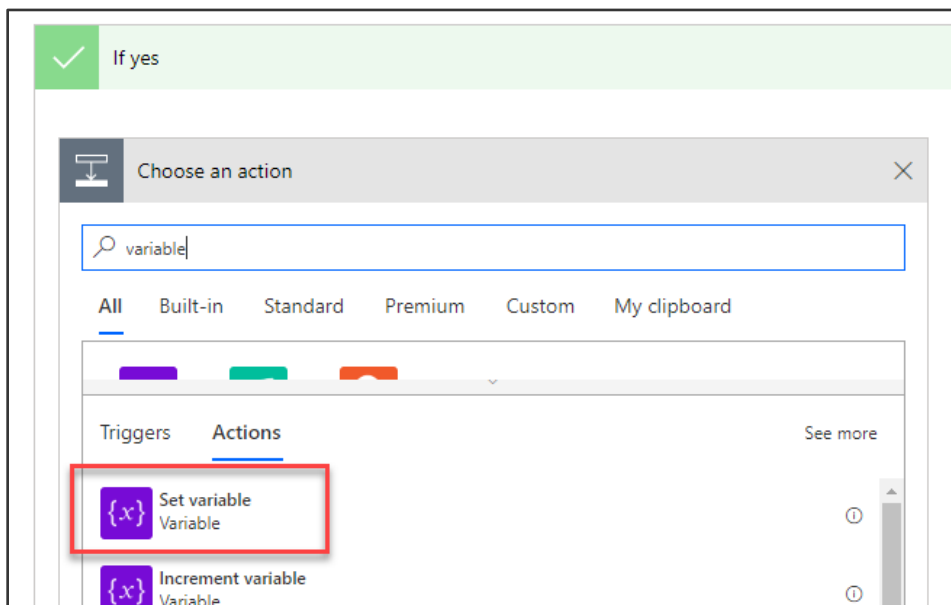 If yes
Choose an action
variable
All Built-in Standard Premium Custom My clipboard
Triggers Actions See more
{x} Set variable
Variable
{x} Increment variable
Variable